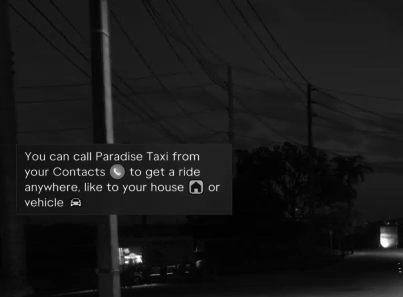 You can call Paradise Taxi from
your Contacts to get a ride
anywhere, like to your house or
vehicle